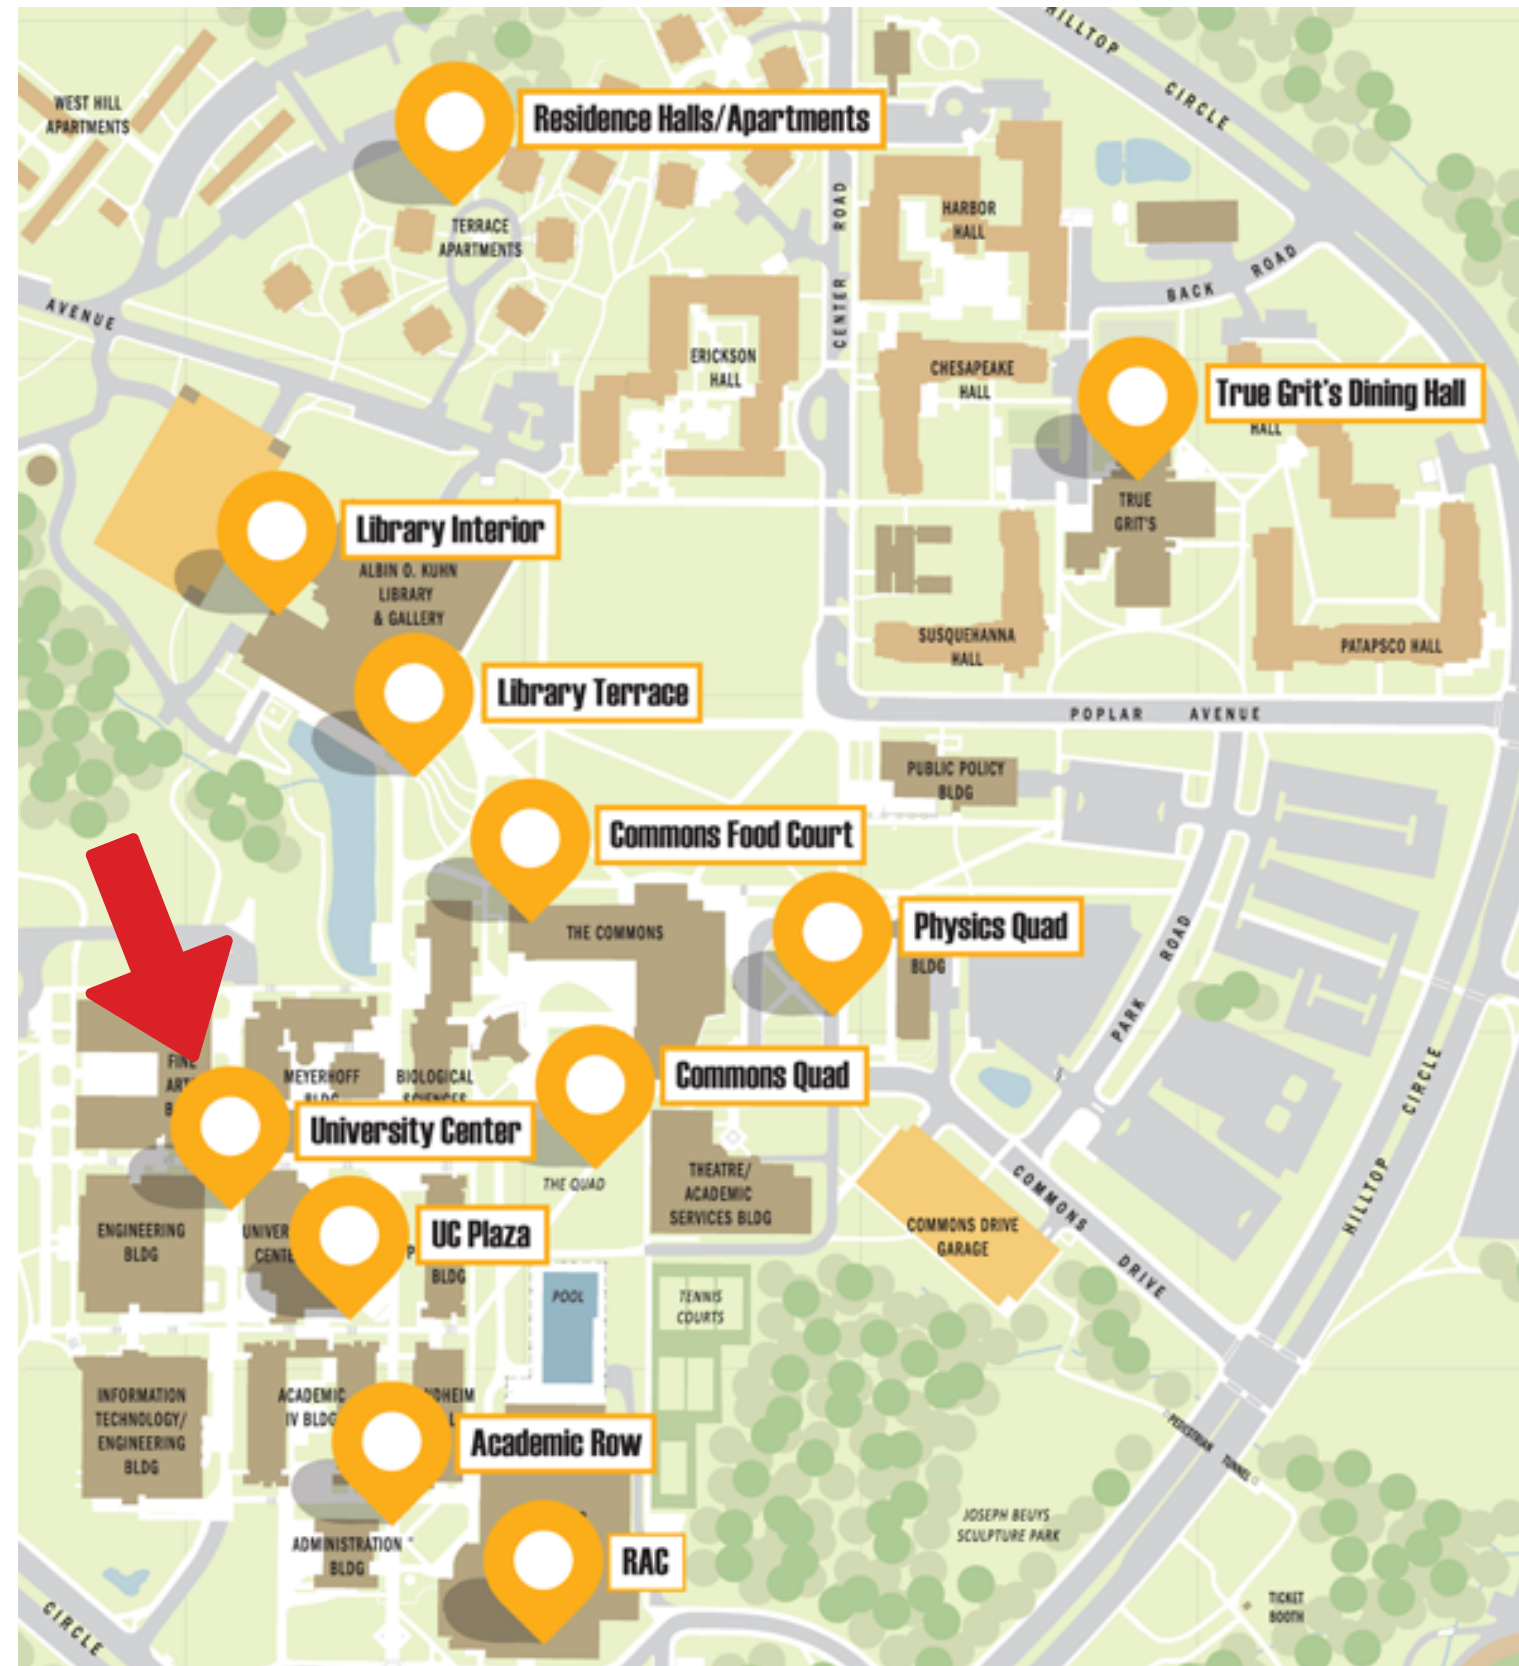 HILLTOP CIRCLE
WEST HILL
APARTMENTS
Residence Halls/Apartments
TERRACE
APARTMENTS
CENTER ROAD
HARBOR
HALL
BACK ROAD
AVENUE
ERICKSON
HALL
CHESAPEAKE
HALL
True Grit's Dining Hall
HALL
TRUE
GRIT'S
Library Interior
ALBIN O. KUHN
LIBRARY
& GALLERY
SUSQUEHANNA
HALL
PATAPSCO HALL
Library Terrace
POPLAR AVENUE
PUBLIC POLICY
BLDG
Commons Food Court
THE COMMONS
Physics Quad
BLDG
PARK ROAD
FINE
MEYERHOFF
BLDG
BIOLOGICAL
SCIENCES
Commons Quad
HILLTOP CIRCLE
University Center
THE QUAD
THEATRE/
ACADEMIC
SERVICES BLDG
COMMONS DRIVE
GARAGE
COMMONS DRIVE
ENGINEERING
BLDG
UC Plaza
BLDG
POOL
TENNIS
COURTS
INFORMATION
TECHNOLOGY/
ENGINEERING
BLDG
ACADEMIC
IV BLDG
Academic Row
PEDESTRIAN TUNNEL
JOSEPH BEUYS
SCULPTURE PARK
ADMINISTRATION
BLDG
RAC
TICKET
BOOTH
CIRCLE